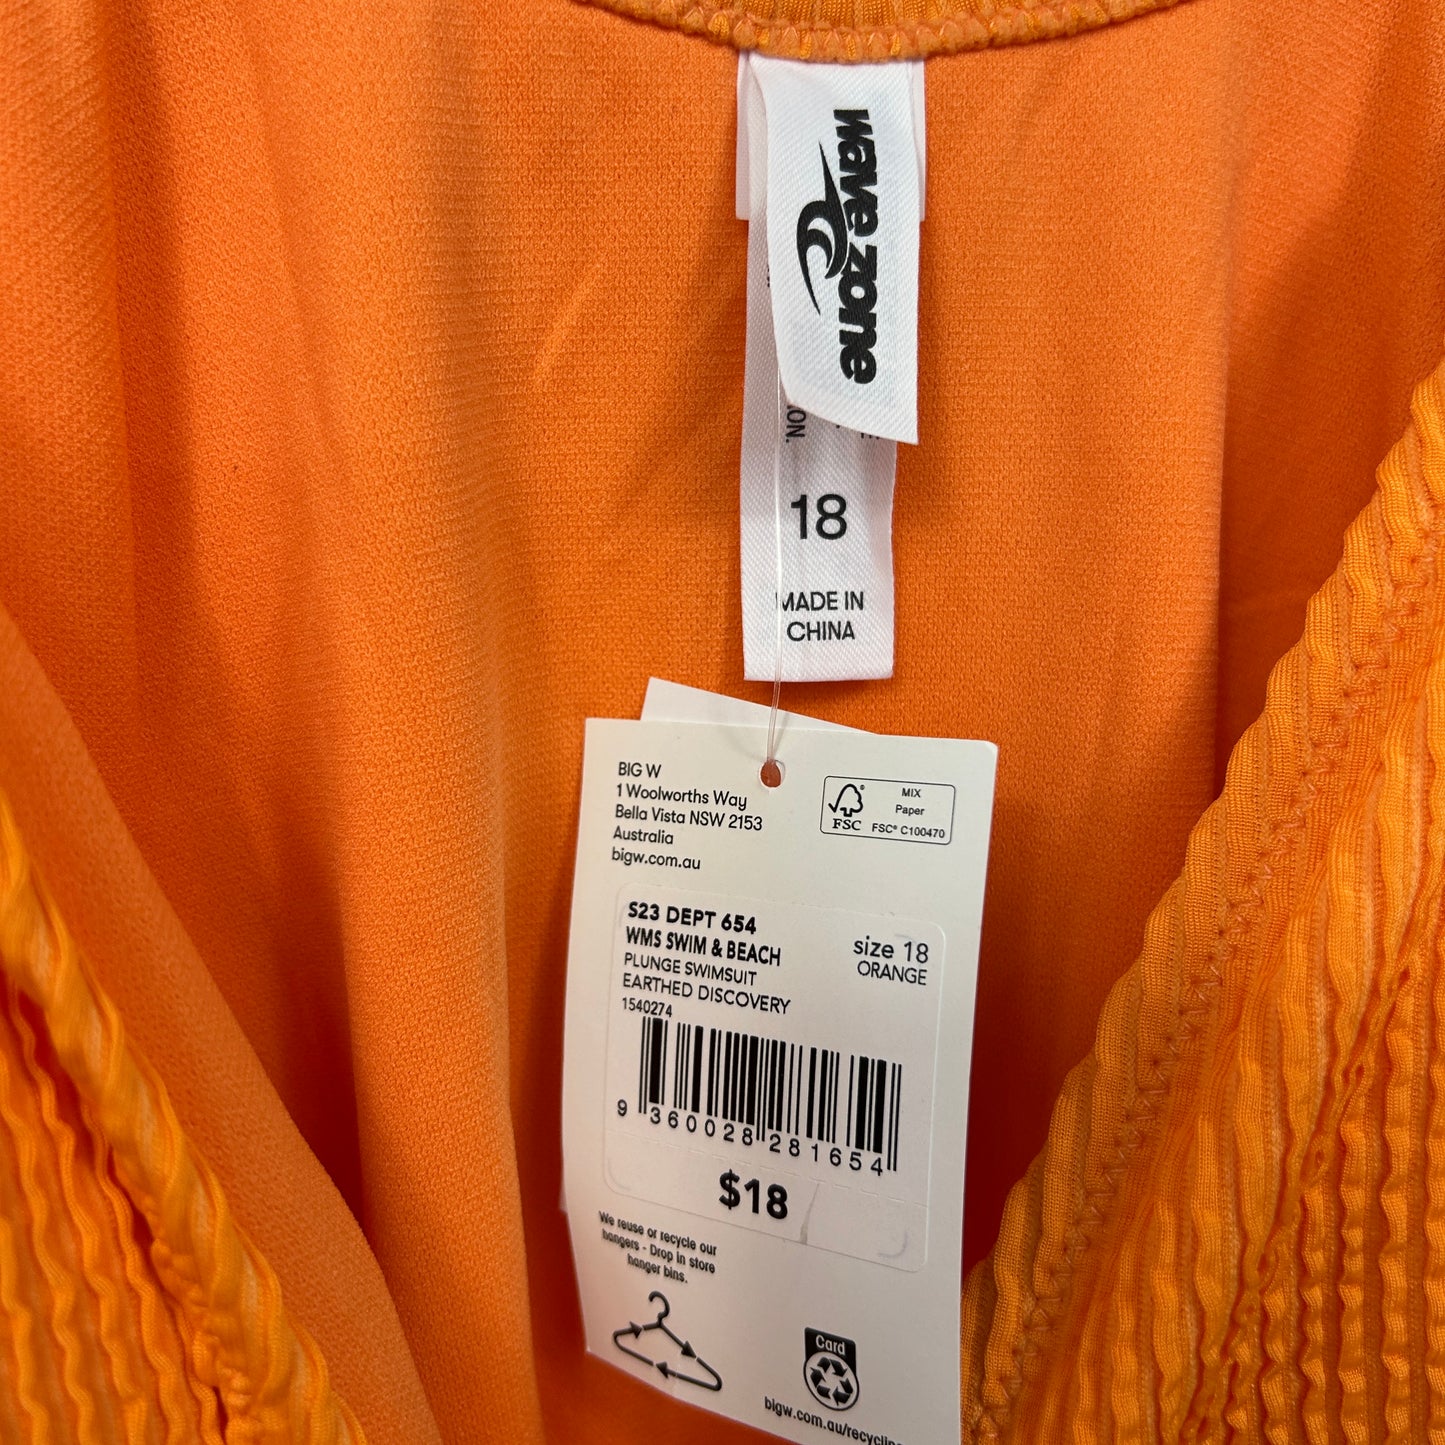 wave zone
ON.
18
MADE IN
CHINA
BIG W
1 Woolworths Way
Bella Vista NSW 2153
Australia
bigw.com.au
MIX
Paper
FSC® C100470
FSC
S23 DEPT 654
WMS SWIM & BEACH
PLUNGE SWIMSUIT
EARTHED DISCOVERY
1540274
size 18
ORANGE
9 360028 281654
$18
We reuse or recycle our
hangers - Drop in store
hanger bins.
Card
bigw.com.au/recycling